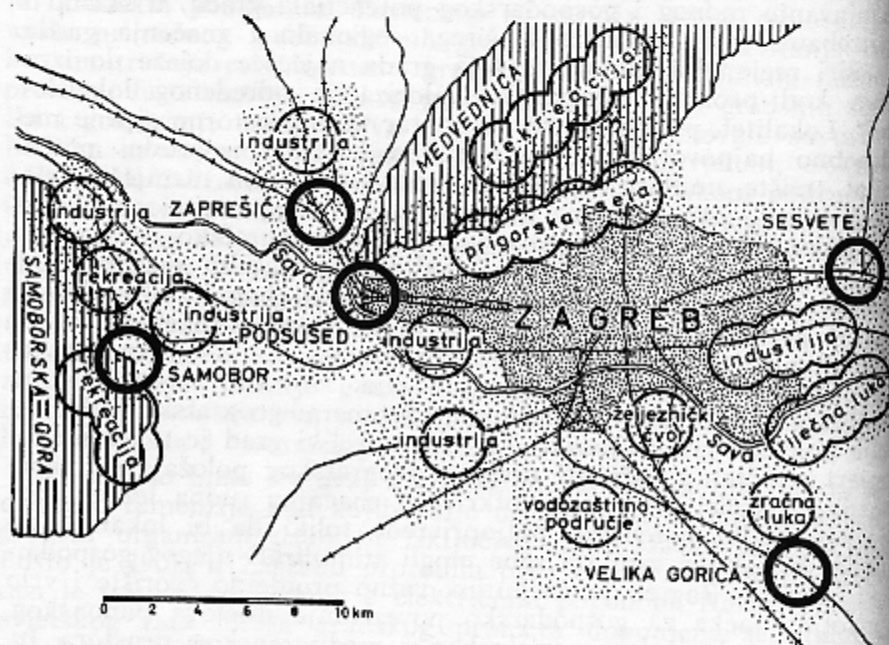 MEDVEDNICA
rekreacija
industrija
industrija
ZAPREŠIĆ
prigorska sela
SESVETE
SAMOBORSKA GORA
Sava
rekreacija
industrija
PODSUSED
industrija
ZAGREB
industrija
SAMOBOR
rekreacija
industrija
željeznički
čvor
Sava
riječna luka
vodozaštitno
područje
zračna
luka
VELIKA GORICA
0 2 4 6 8 10 km